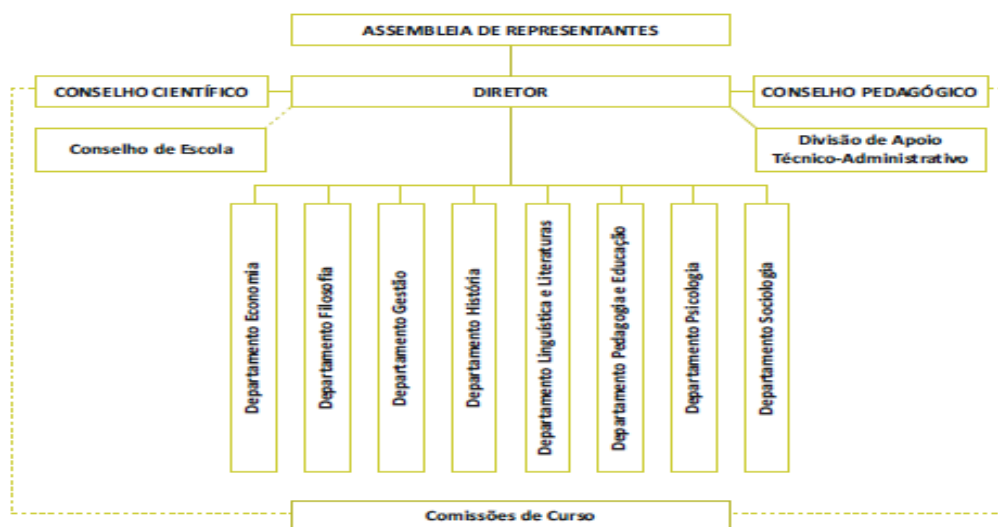 ASSEMBLEIA DE REPRESENTANTES
CONSELHO CIENTÍFICO
DIRETOR
CONSELHO PEDAGÓGICO
Conselho de Escola
Divisão de Apoio
Técnico-Administrativo
Departamento Economia
Departamento Filosofia
Departamento Gestão
Departamento História
Departamento Linguística e Literaturas
Departamento Pedagogia e Educação
Departamento Psicologia
Departamento Sociologia
Comissões de Curso